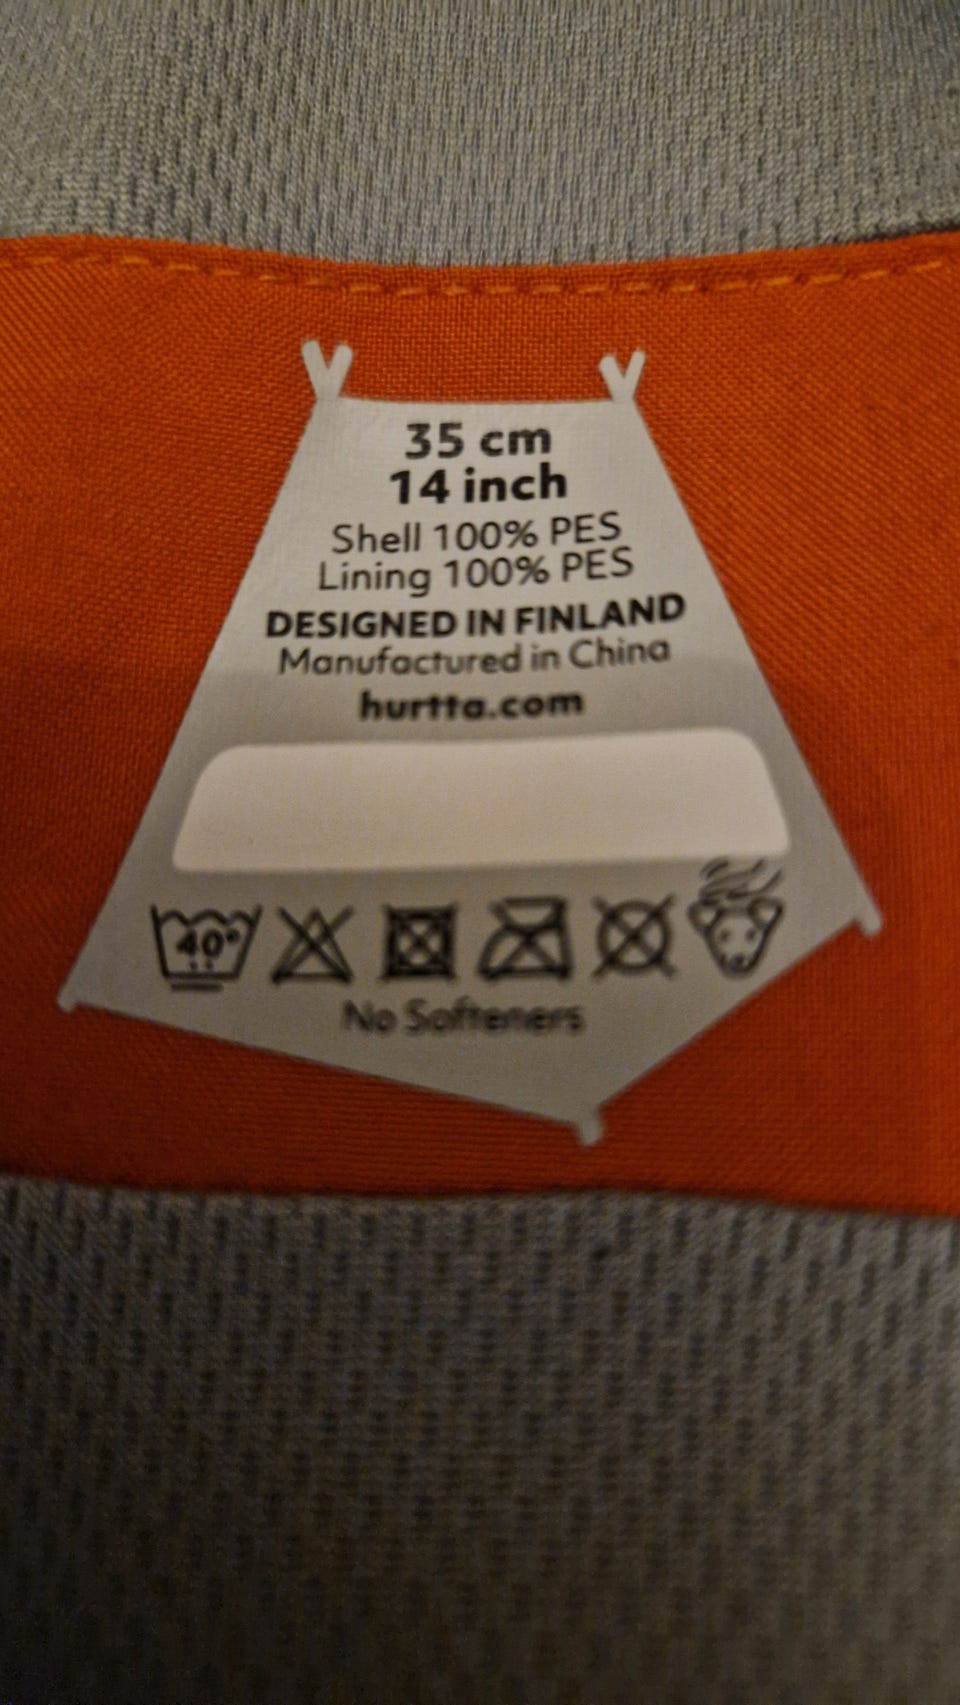 35 cm
14 inch
Shell 100% PES
Lining 100% PES
DESIGNED IN FINLAND
Manufactured in China
hurtta.com
40°
No Softeners